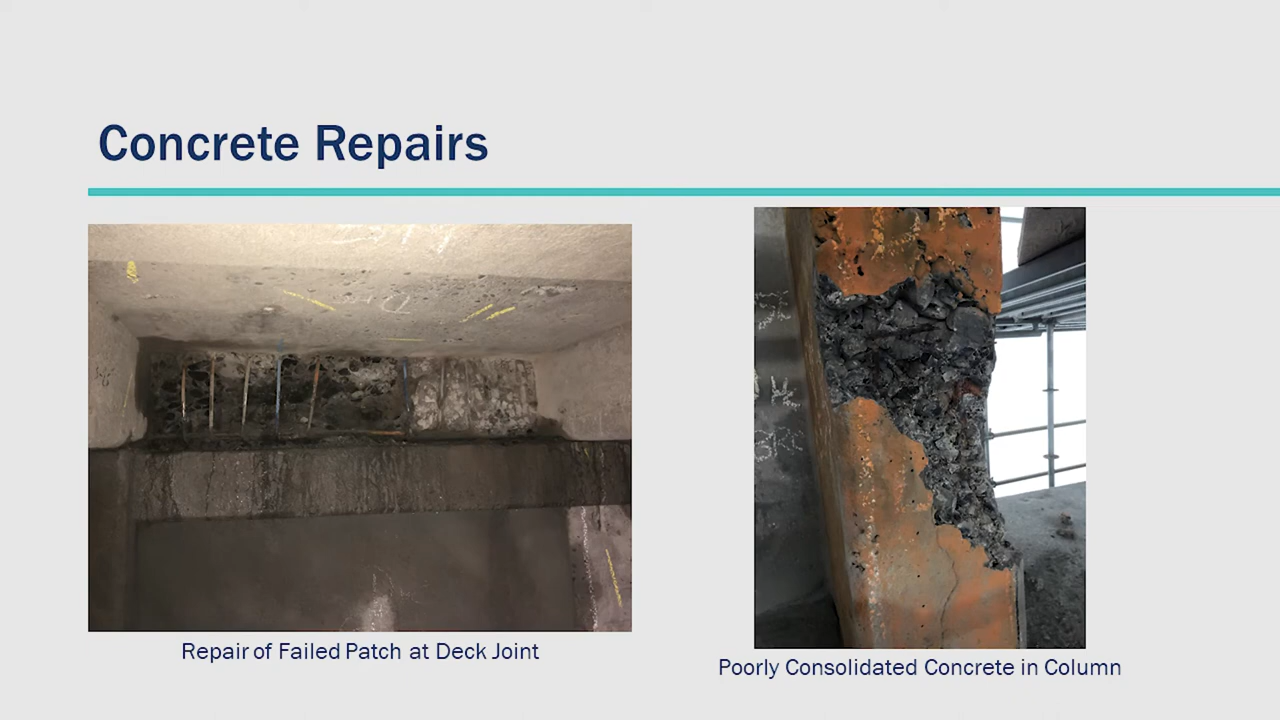 Concrete Repairs
Repair of Failed Patch at Deck Joint
Poorly Consolidated Concrete in Column